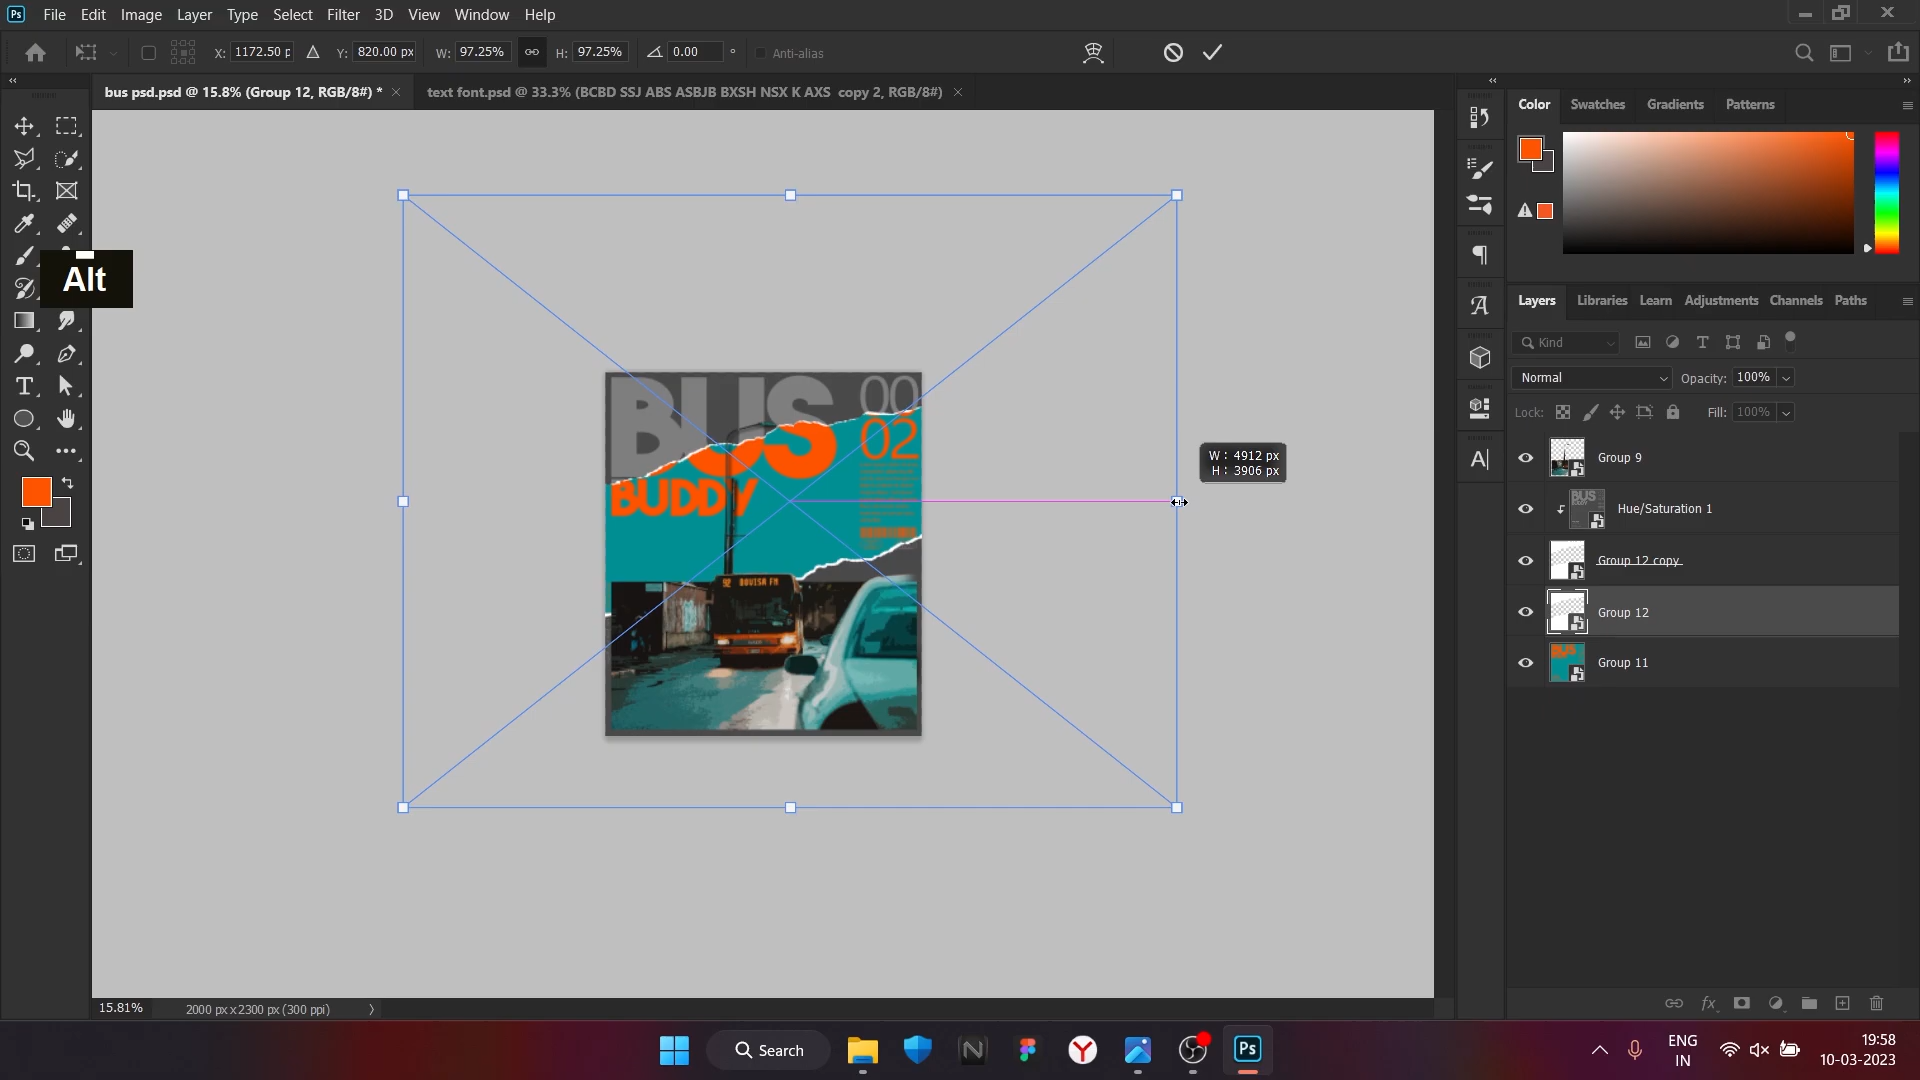 Ps File Edit Image Layer Type Select Filter 3D View Window Help
X: 1172.50 p Y: 820.00 px W: 97.25% H: 97.25% 0.00 ° Anti-alias
bus psd.psd @ 15.8% (Group 12, RGB/8#) * text font.psd @ 33.3% (BCBD SSJ ABS ASBJB BXSH NSX K AXS copy 2, RGB/8#)
Color Swatches Gradients Patterns
Alt
Layers Libraries Learn Adjustments Channels Paths
Kind
Normal Opacity: 100%
Lock: Fill: 100%
BUS
00
02
BUDDY
W: 4912 px
H: 3906 px
92 BOVISA FM
Group 9
Hue/Saturation 1
Group 12 copy
Group 12
Group 11
15.81% 2000 px x 2300 px (300 ppi)
Search
Ps
ENG
IN
19:58
10-03-2023